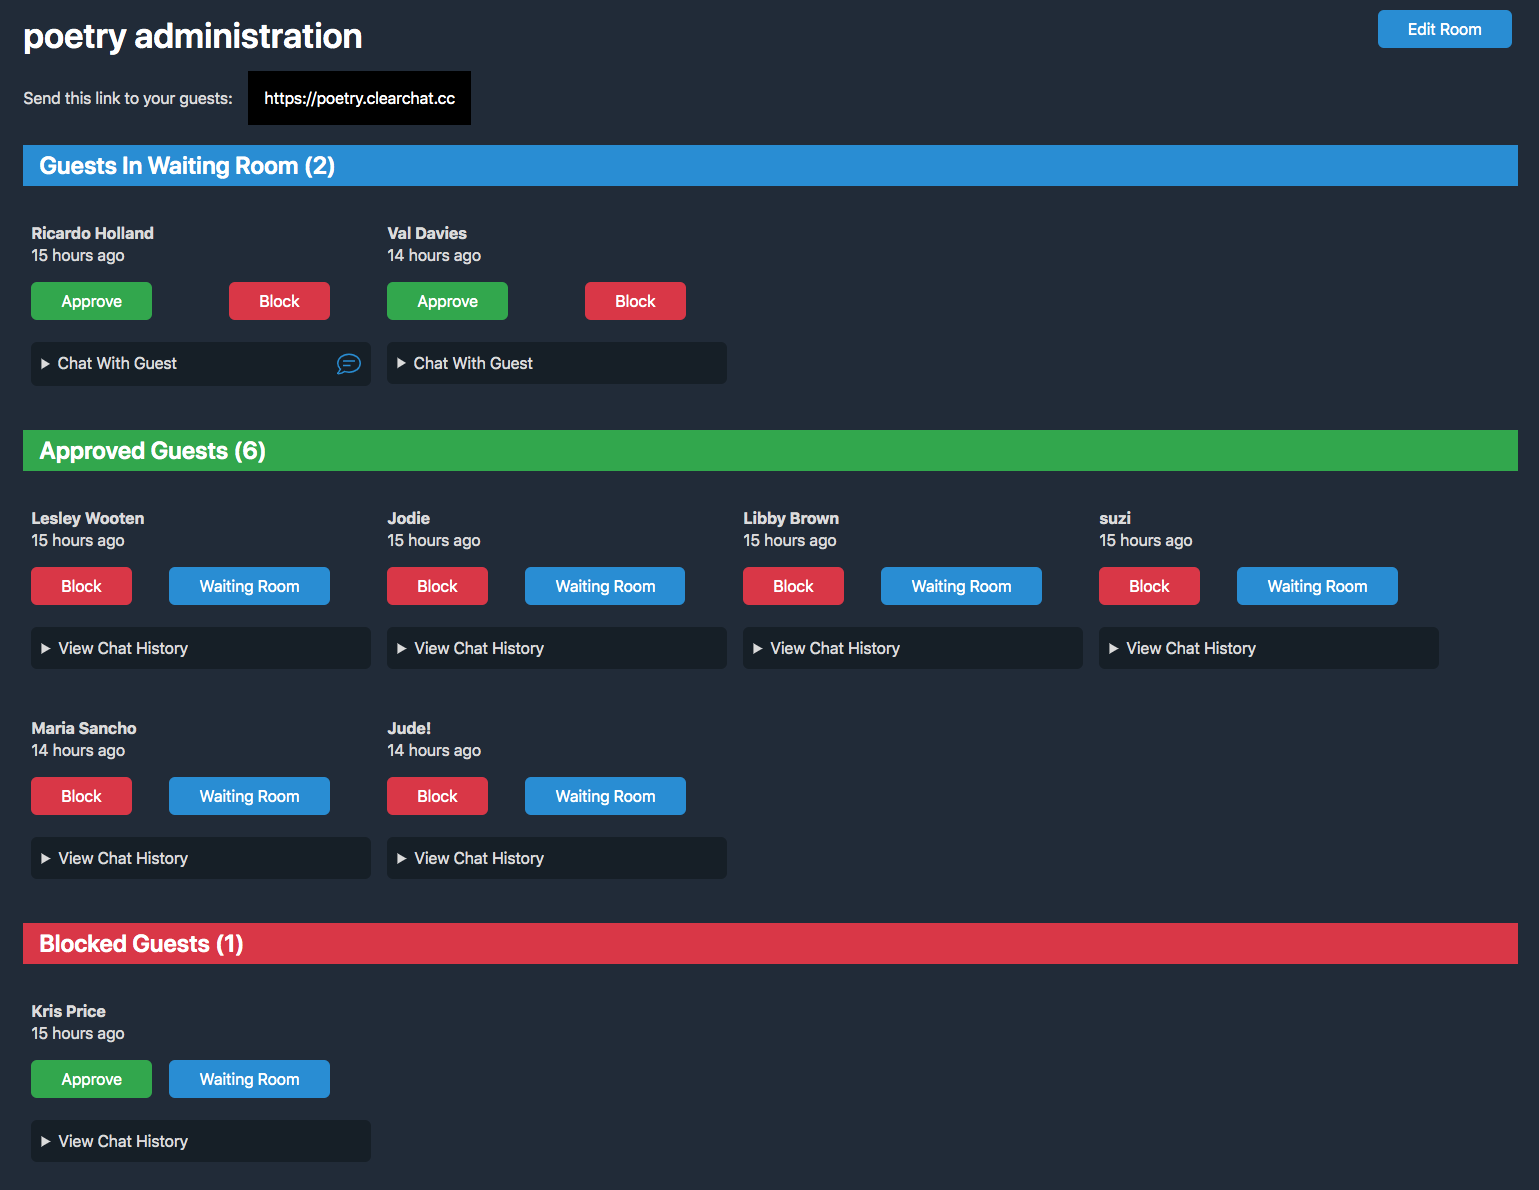 poetry administration
Edit Room
Send this link to your guests:
https://poetry.clearchat.cc
Guests In Waiting Room (2)
Ricardo Holland
15 hours ago
Approve
Block
Chat With Guest
Val Davies
14 hours ago
Approve
Block
Chat With Guest
Approved Guests (6)
Lesley Wooten
15 hours ago
Block
Waiting Room
View Chat History
Jodie
15 hours ago
Block
Waiting Room
View Chat History
Libby Brown
15 hours ago
Block
Waiting Room
View Chat History
suzi
15 hours ago
Block
Waiting Room
View Chat History
Maria Sancho
14 hours ago
Block
Waiting Room
View Chat History
Jude!
14 hours ago
Block
Waiting Room
View Chat History
Blocked Guests (1)
Kris Price
15 hours ago
Approve
Waiting Room
View Chat History